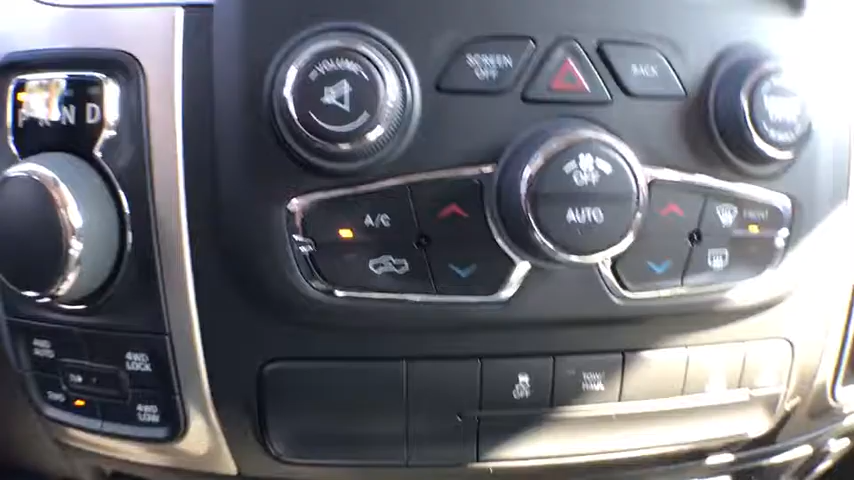 VOLUME
SCREEN
OFF
BACK
P R N D
A/C
OFF
AUTO
FRONT
4WD
AUTO
4WD
LOCK
2WD
4WD
LOW
OFF
TOW
HAUL